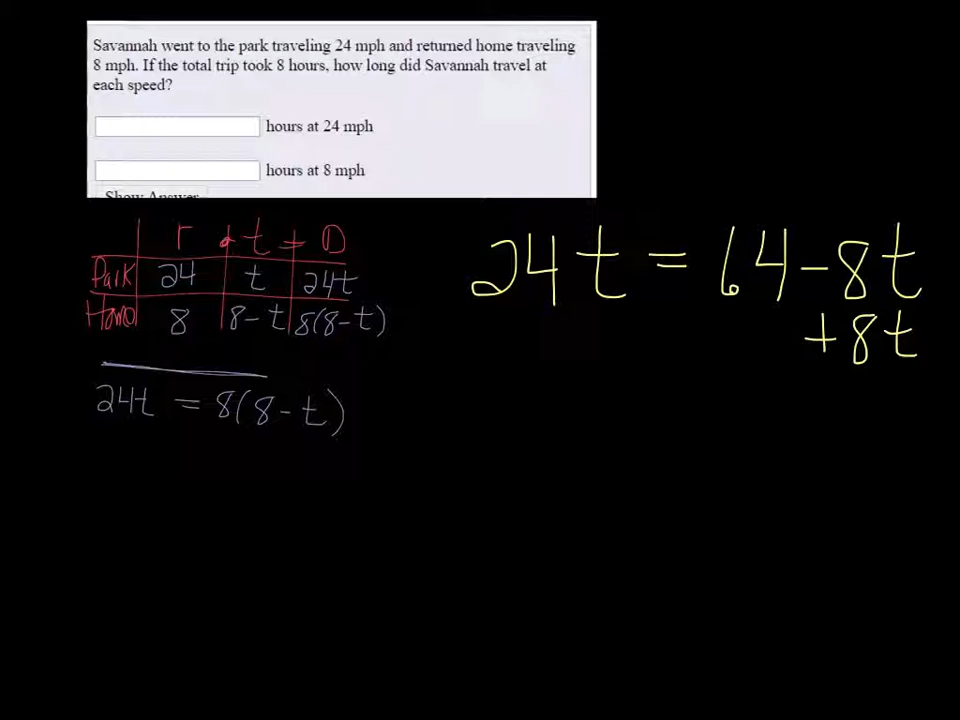 Savannah went to the park traveling 24 mph and returned home traveling
8 mph. If the total trip took 8 hours, how long did Savannah travel at
each speed?
hours at 24 mph
hours at 8 mph
Show Answer
r · t = D
Park 24 t 24t
Home 8 8-t 8(8-t)
24t = 8(8-t)
24t = 64-8t
+8t